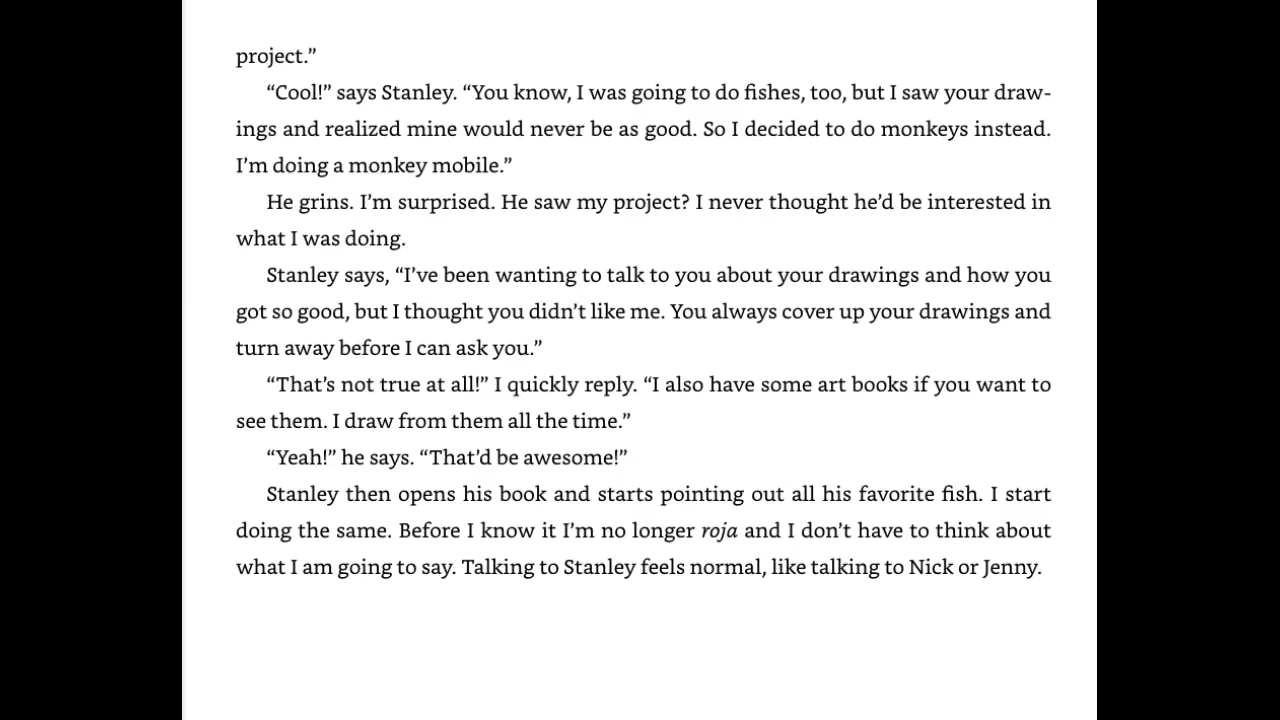 project.”
“Cool!” says Stanley. “You know, I was going to do fishes, too, but I saw your draw-
ings and realized mine would never be as good. So I decided to do monkeys instead.
I’m doing a monkey mobile.”
He grins. I’m surprised. He saw my project? I never thought he’d be interested in
what I was doing.
Stanley says, “I’ve been wanting to talk to you about your drawings and how you
got so good, but I thought you didn’t like me. You always cover up your drawings and
turn away before I can ask you.”
“That’s not true at all!” I quickly reply. “I also have some art books if you want to
see them. I draw from them all the time.”
“Yeah!” he says. “That’d be awesome!”
Stanley then opens his book and starts pointing out all his favorite fish. I start
doing the same. Before I know it I’m no longer roja and I don’t have to think about
what I am going to say. Talking to Stanley feels normal, like talking to Nick or Jenny.